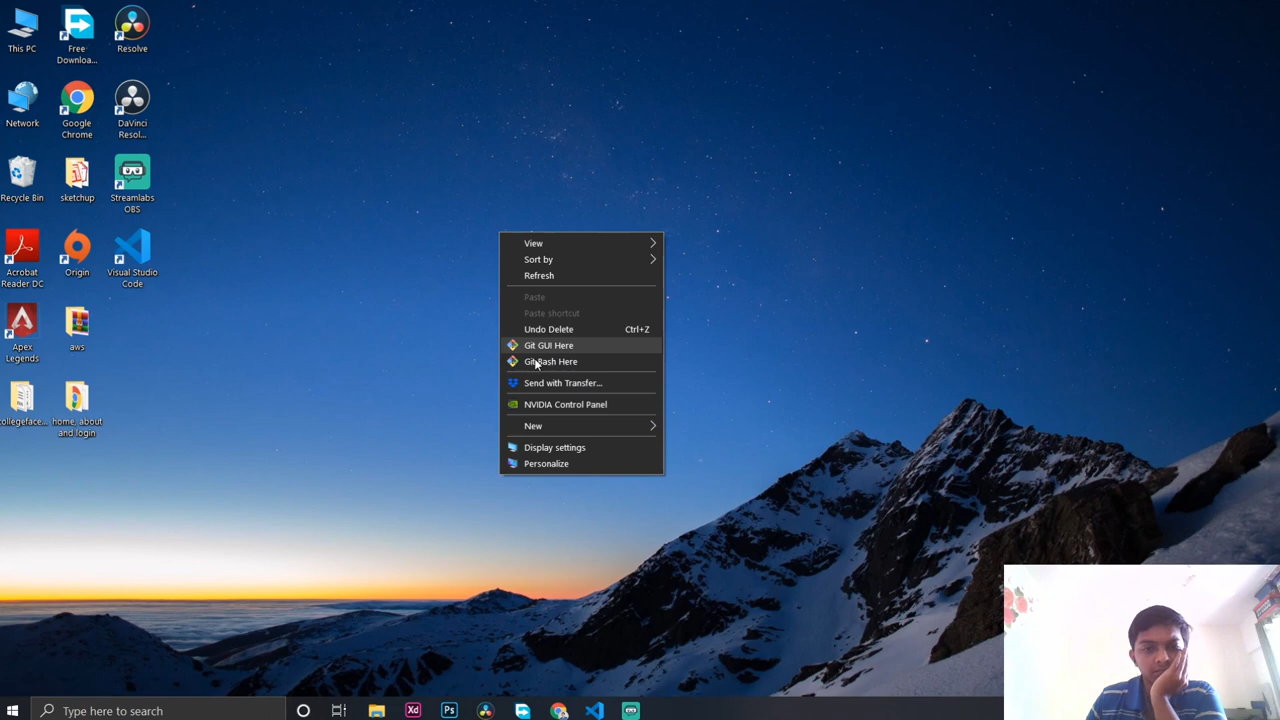 This PC
Free
Downloa...
Resolve
Network
Google
Chrome
DaVinci
Resol...
Recycle Bin
sketchup
Streamlabs
OBS
Acrobat
Reader DC
Origin
Visual Studio
Code
Apex
Legends
aws
collegeface...
home, about
and login
View
Sort by
Refresh
Paste
Paste shortcut
Undo Delete Ctrl+Z
Git GUI Here
Git Bash Here
Send with Transfer...
NVIDIA Control Panel
New
Display settings
Personalize
Type here to search
Xd
Ps